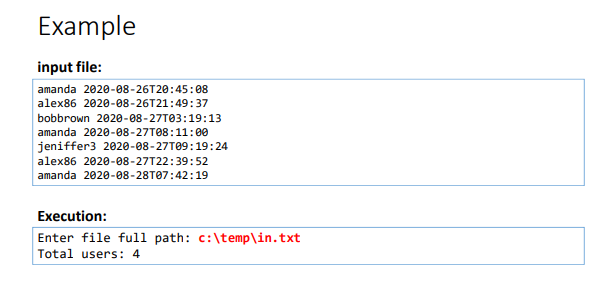 Example
input file:
amanda 2020-08-26T20:45:08
alex86 2020-08-26T21:49:37
bobbrown 2020-08-27T03:19:13
amanda 2020-08-27T08:11:00
jeniffer3 2020-08-27T09:19:24
alex86 2020-08-27T22:39:52
amanda 2020-08-28T07:42:19
Execution:
Enter file full path: c:\temp\in.txt
Total users: 4